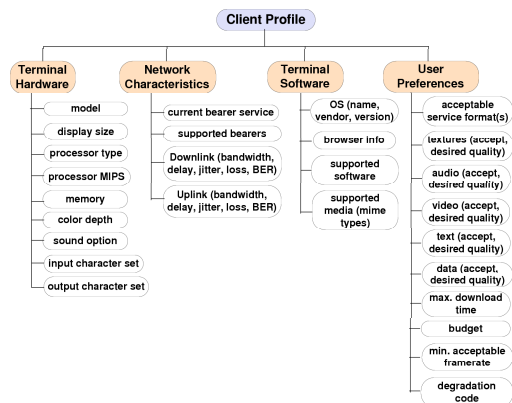 Client Profile
Terminal
Hardware
model
display size
processor type
processor MIPS
memory
color depth
sound option
input character set
output character set
Network
Characteristics
current bearer service
supported bearers
Downlink (bandwidth,
delay, jitter, loss, BER)
Uplink (bandwidth,
delay, jitter, loss, BER)
Terminal
Software
OS (name,
vendor, version)
browser info
supported
software
supported
media (mime
types)
User
Preferences
acceptable
service format(s)
textures (accept,
desired quality)
audio (accept,
desired quality)
video (accept,
desired quality)
text (accept,
desired quality)
data (accept,
desired quality)
max. download
time
budget
min. acceptable
framerate
degradation
code